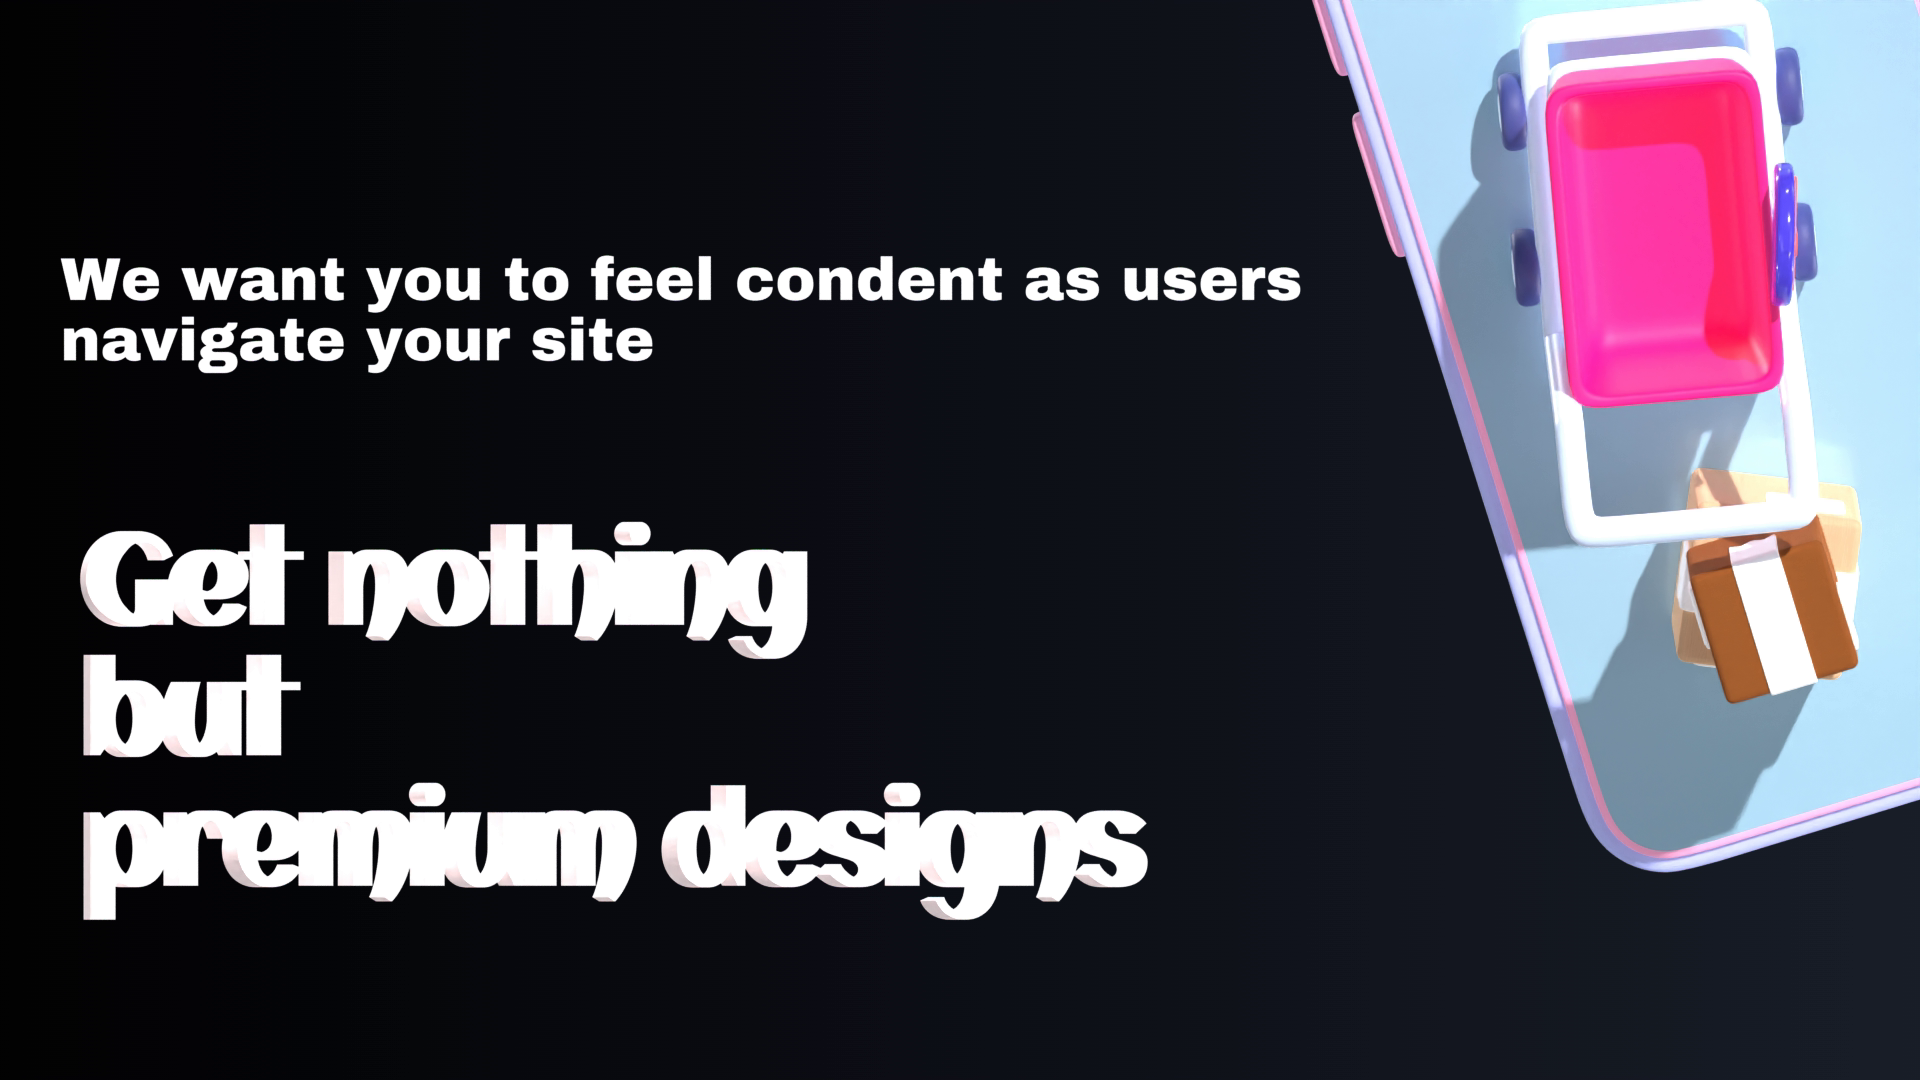 We want you to feel condent as users
navigate your site
Get nothing
but
premium designs